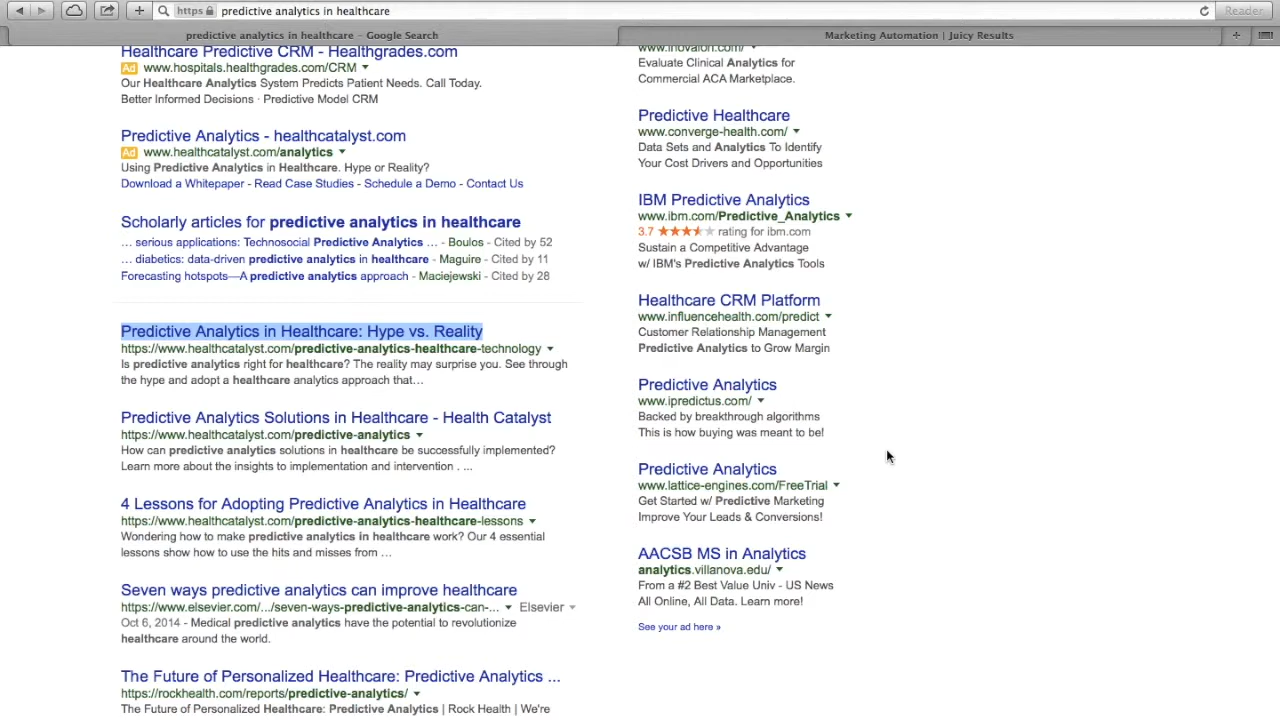 https predictive analytics in healthcare
Reader
predictive analytics in healthcare – Google Search
Marketing Automation | Juicy Results
Healthcare Predictive CRM - Healthgrades.com
Ad www.hospitals.healthgrades.com/CRM
Our Healthcare Analytics System Predicts Patient Needs. Call Today.
Better Informed Decisions · Predictive Model CRM
Predictive Analytics - healthcatalyst.com
Ad www.healthcatalyst.com/analytics
Using Predictive Analytics in Healthcare. Hype or Reality?
Download a Whitepaper - Read Case Studies - Schedule a Demo - Contact Us
Scholarly articles for predictive analytics in healthcare
... serious applications: Technosocial Predictive Analytics ... - Boulos - Cited by 52
... diabetes: data-driven predictive analytics in healthcare - Maguire - Cited by 11
Forecasting hotspots—A predictive analytics approach - Maciejewski - Cited by 28
Predictive Analytics in Healthcare: Hype vs. Reality
https://www.healthcatalyst.com/predictive-analytics-healthcare-technology
Is predictive analytics right for healthcare? The reality may surprise you. See through
the hype and adopt a healthcare analytics approach that...
Predictive Analytics Solutions in Healthcare - Health Catalyst
https://www.healthcatalyst.com/predictive-analytics
How can predictive analytics solutions in healthcare be successfully implemented?
Learn more about the insights to implementation and intervention . ...
4 Lessons for Adopting Predictive Analytics in Healthcare
https://www.healthcatalyst.com/predictive-analytics-healthcare-lessons
Wondering how to make predictive analytics in healthcare work? Our 4 essential
lessons show how to use the hits and misses from ...
Seven ways predictive analytics can improve healthcare
https://www.elsevier.com/.../seven-ways-predictive-analytics-can-... Elsevier
Oct 6, 2014 - Medical predictive analytics have the potential to revolutionize
healthcare around the world.
The Future of Personalized Healthcare: Predictive Analytics ...
https://rockhealth.com/reports/predictive-analytics/
The Future of Personalized Healthcare: Predictive Analytics | Rock Health | We're
www.inovalon.com/
Evaluate Clinical Analytics for
Commercial ACA Marketplace.
Predictive Healthcare
www.converge-health.com/
Data Sets and Analytics To Identify
Your Cost Drivers and Opportunities
IBM Predictive Analytics
www.ibm.com/Predictive_Analytics
3.7 ★★★★★ rating for ibm.com
Sustain a Competitive Advantage
w/ IBM's Predictive Analytics Tools
Healthcare CRM Platform
www.influencehealth.com/predict
Customer Relationship Management
Predictive Analytics to Grow Margin
Predictive Analytics
www.ipredictus.com/
Backed by breakthrough algorithms
This is how buying was meant to be!
Predictive Analytics
www.lattice-engines.com/FreeTrial
Get Started w/ Predictive Marketing
Improve Your Leads & Conversions!
AACSB MS in Analytics
analytics.villanova.edu/
From a #2 Best Value Univ - US News
All Online, All Data. Learn more!
See your ad here »